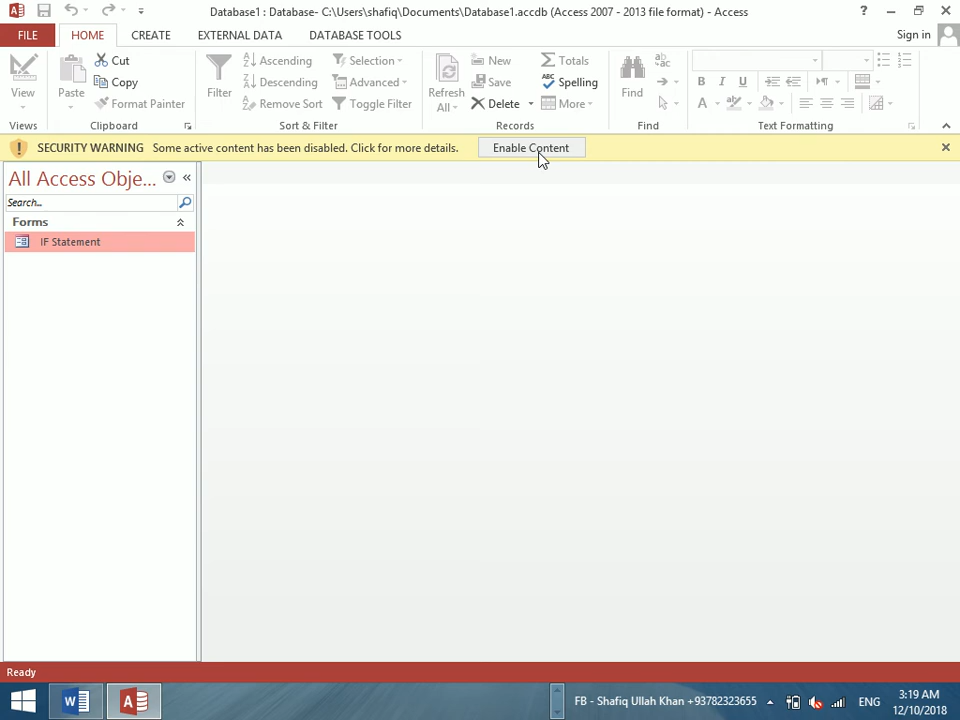 Database1 : Database- C:\Users\shafiq\Documents\Database1.accdb (Access 2007 - 2013 file format) - Access
?
FILE HOME CREATE EXTERNAL DATA DATABASE TOOLS Sign in
View
Views
Paste
Cut
Copy
Format Painter
Clipboard
Filter
Ascending
Descending
Remove Sort
Selection
Advanced
Toggle Filter
Sort & Filter
Refresh
All
New
Save
Delete
Totals
Spelling
More
Records
Find
Find
B I U
A
Text Formatting
SECURITY WARNING Some active content has been disabled. Click for more details. Enable Content
All Access Obje...
Search...
Forms
IF Statement
Ready
FB - Shafiq Ullah Khan +93782323655 ENG
3:19 AM
12/10/2018